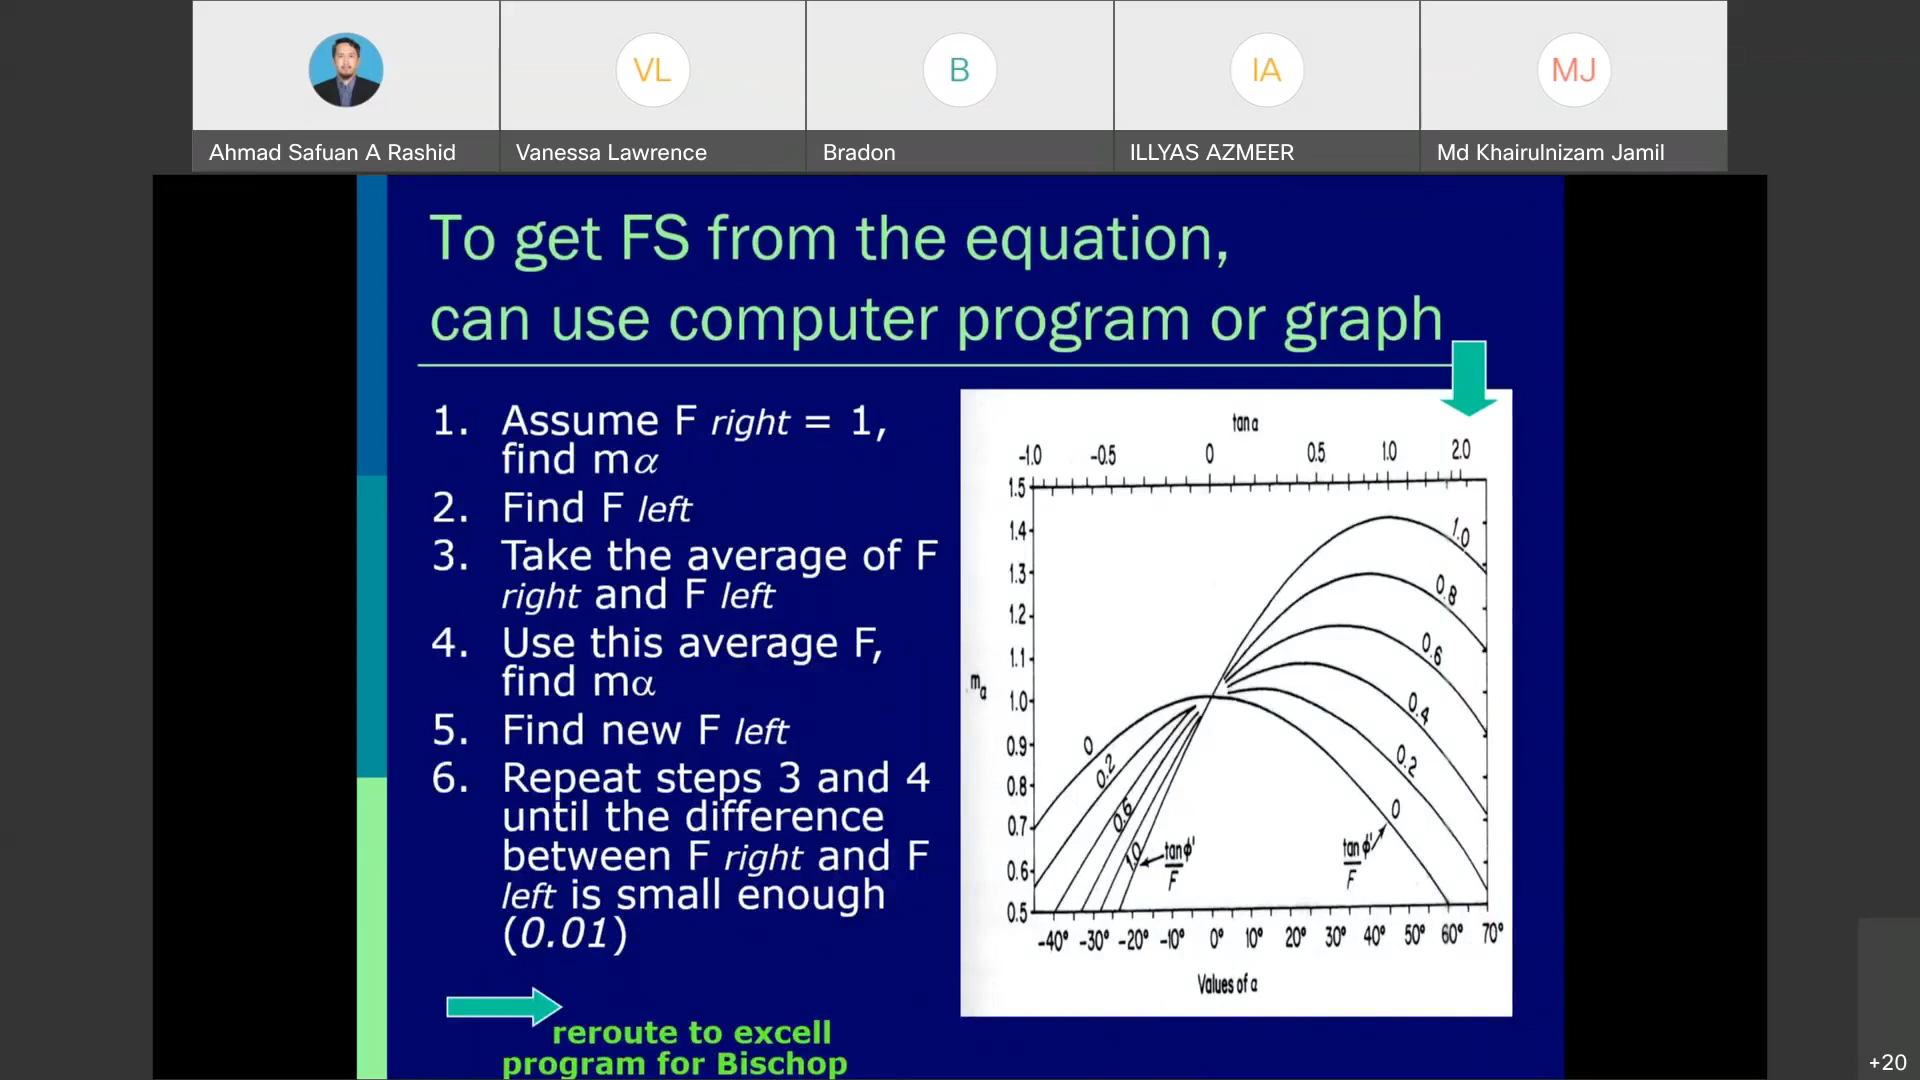 VL
B
IA
MJ
Ahmad Safuan A Rashid
Vanessa Lawrence
Bradon
ILLYAS AZMEER
Md Khairulnizam Jamil
To get FS from the equation,
can use computer program or graph
1. Assume F right = 1,
find mα
2. Find F left
3. Take the average of F
right and F left
4. Use this average F,
find mα
5. Find new F left
6. Repeat steps 3 and 4
until the difference
between F right and F
left is small enough
(0.01)
reroute to excell
program for Bischop
tan α
-1.0 -0.5 0 0.5 1.0 2.0
1.5
1.4
1.3
1.2
1.1
1.0
0.9
0.8
0.7
0.6
0.5
mα
1.0
0.8
0.6
0.4
0.2
0
0
0.2
0.6
1.0
tan φ'
F
tan φ'
F
-40° -30° -20° -10° 0° 10° 20° 30° 40° 50° 60° 70°
Values of α
+20